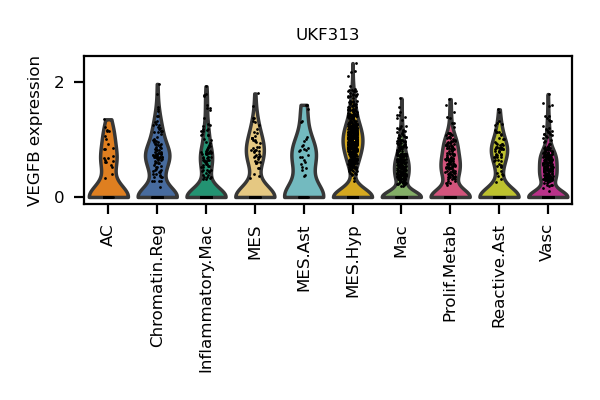 UKF313
VEGFB expression
2
0
AC
Chromatin.Reg
Inflammatory.Mac
MES
MES.Ast
MES.Hyp
Mac
Prolif.Metab
Reactive.Ast
Vasc